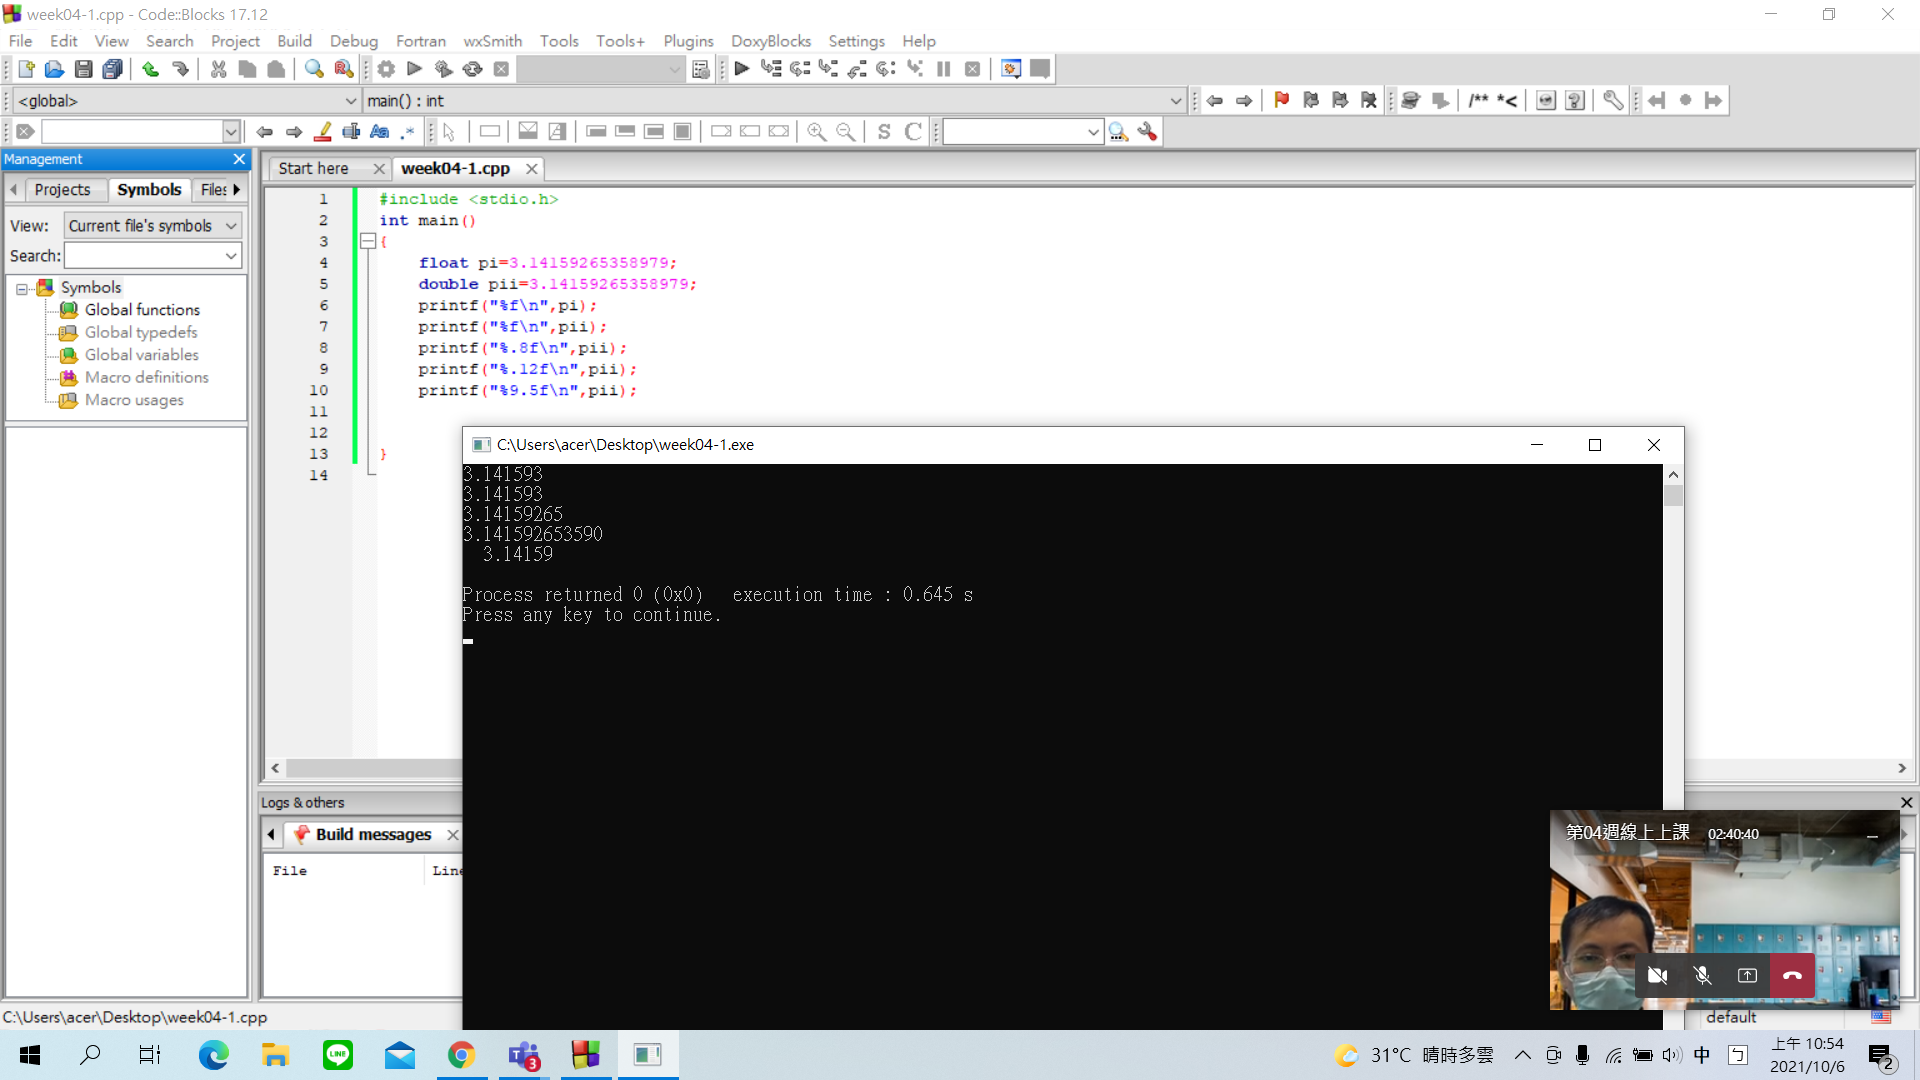 week04-1.cpp - Code::Blocks 17.12
File Edit View Search Project Build Debug Fortran wxSmith Tools Tools+ Plugins DoxyBlocks Settings Help
<global> main() : int
/** *<
S C
Management
Projects Symbols Files
View: Current file's symbols
Search:
Symbols
Global functions
Global typedefs
Global variables
Macro definitions
Macro usages
Start here week04-1.cpp
1 #include <stdio.h>
2 int main()
3 {
4 float pi=3.14159265358979;
5 double pii=3.14159265358979;
6 printf("%f\n",pi);
7 printf("%f\n",pii);
8 printf("%.8f\n",pii);
9 printf("%.12f\n",pii);
10 printf("%9.5f\n",pii);
11
12
13 }
14
C:\Users\acer\Desktop\week04-1.exe
3.141593
3.141593
3.14159265
3.141592653590
3.14159
Process returned 0 (0x0) execution time : 0.645 s
Press any key to continue.
Logs & others
Build messages
File Line
第04週線上上課 02:40:40
C:\Users\acer\Desktop\week04-1.cpp
default
3
31°C 晴時多雲
中
上午 10:54
2021/10/6
2